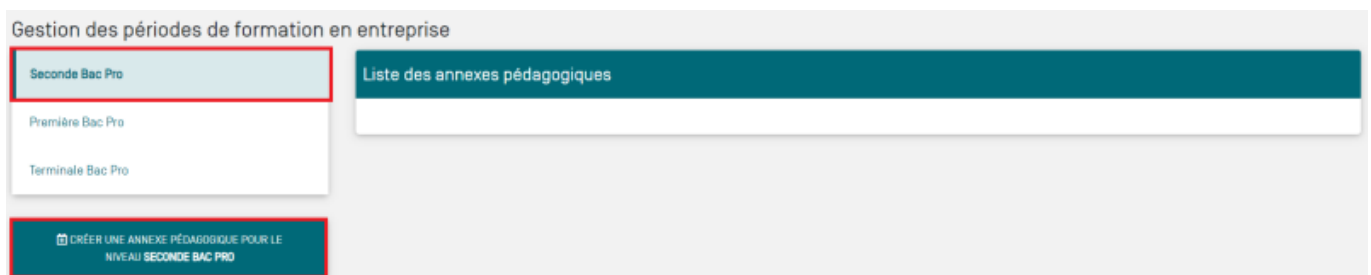 Gestion des périodes de formation en entreprise
Seconde Bac Pro
Liste des annexes pédagogiques
Première Bac Pro
Terminale Bac Pro
CRÉER UNE ANNEXE PÉDAGOGIQUE POUR LE
NIVEAU SECONDE BAC PRO